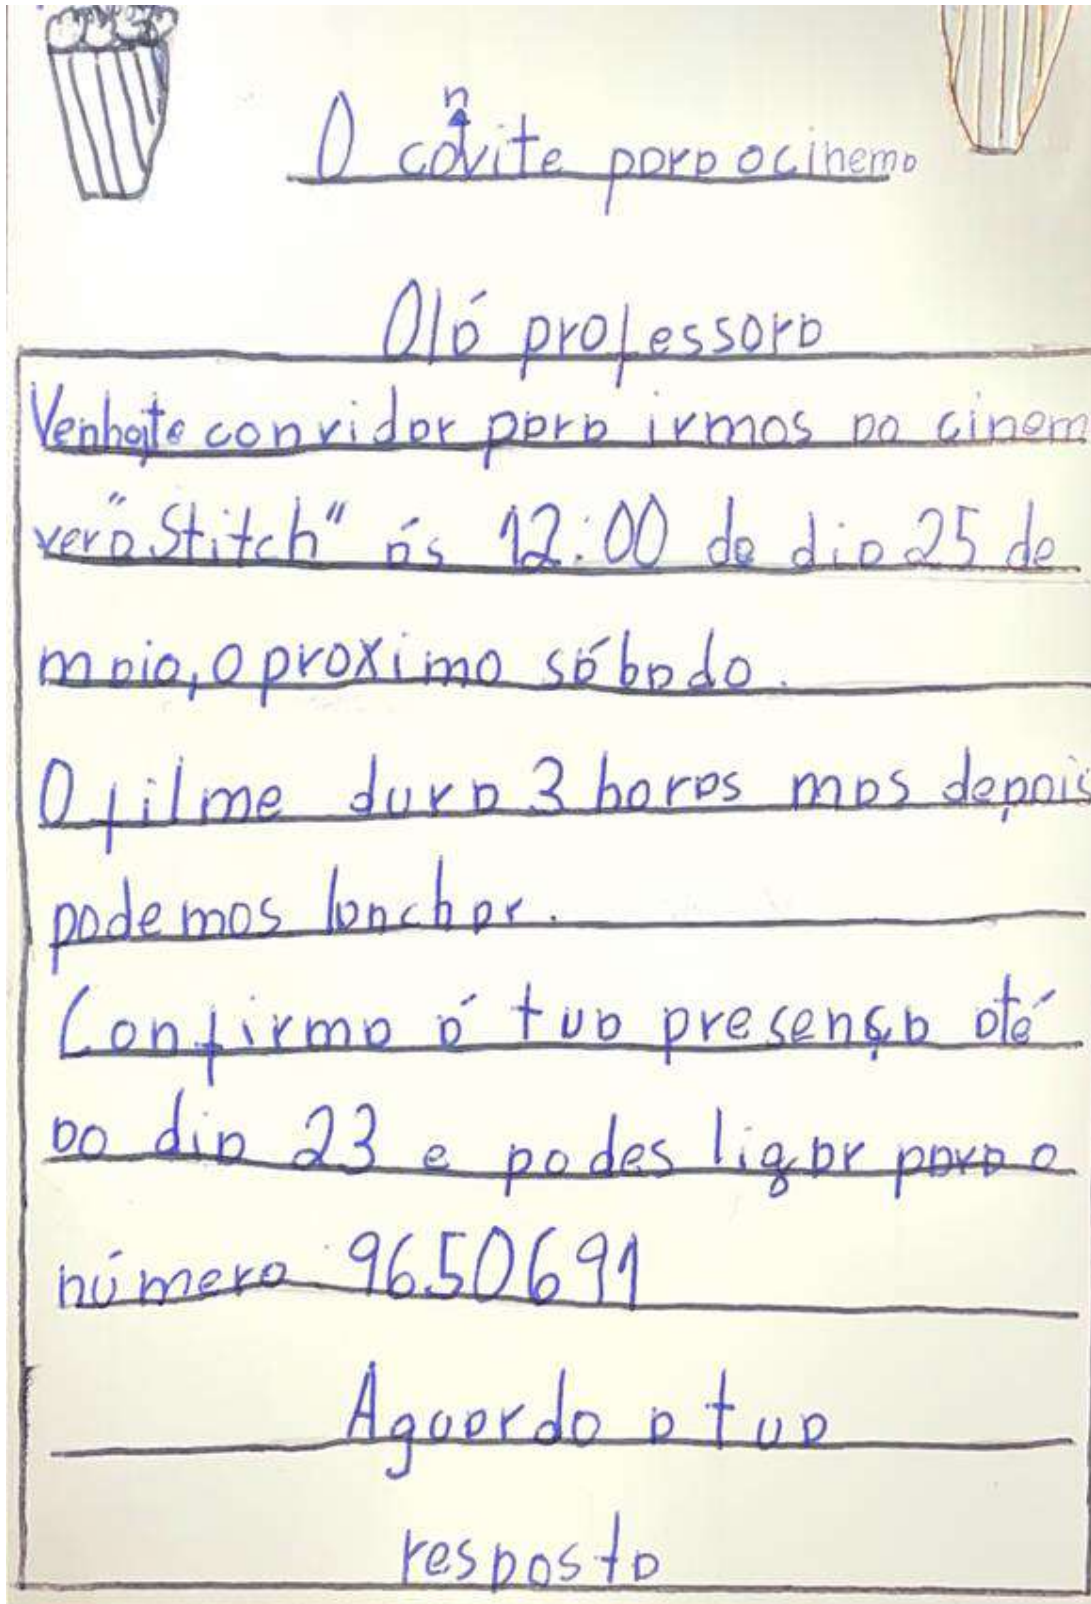 O convite para o cinema
Olá professora
Venho-te convidar para irmos ao cinem
ver "o Stitch" ás 12:00 do dia 25 de
maio, o proximo sábado.
O filme dura 3 horas mas depois
podemos lanchar.
Confirma á tua presença até
ao dia 23 e podes ligar para o
número 9650691
Aguardo a tua
resposta